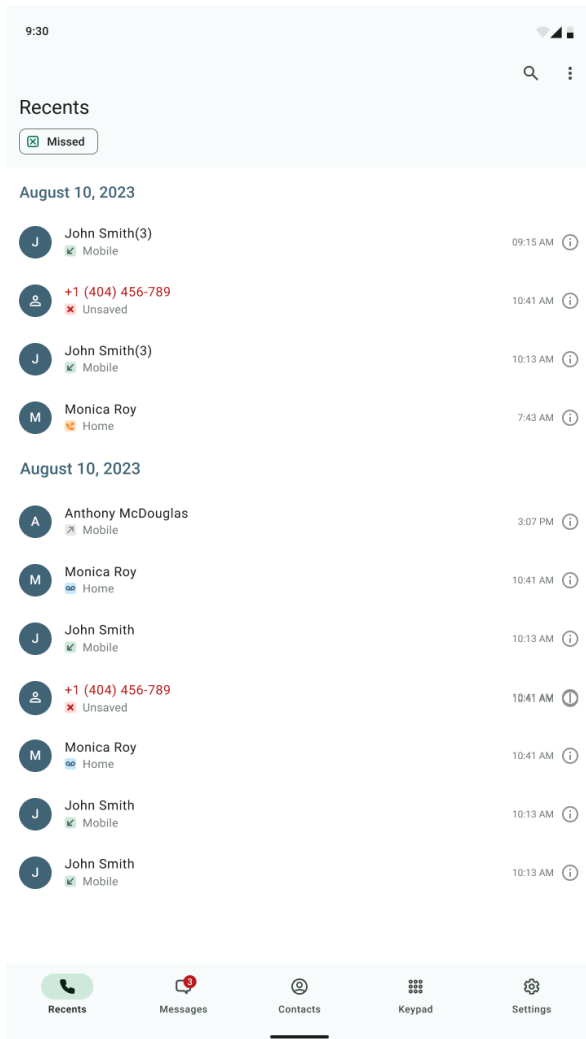 9:30
Recents
Missed
August 10, 2023
J
John Smith(3)
Mobile
09:15 AM
+1 (404) 456-789
Unsaved
10:41 AM
J
John Smith(3)
Mobile
10:13 AM
M
Monica Roy
Home
7:43 AM
August 10, 2023
A
Anthony McDouglas
Mobile
3:07 PM
M
Monica Roy
Home
10:41 AM
J
John Smith
Mobile
10:13 AM
+1 (404) 456-789
Unsaved
10:41 AM
M
Monica Roy
Home
10:41 AM
J
John Smith
Mobile
10:13 AM
J
John Smith
Mobile
10:13 AM
3
Recents
Messages
Contacts
Keypad
Settings